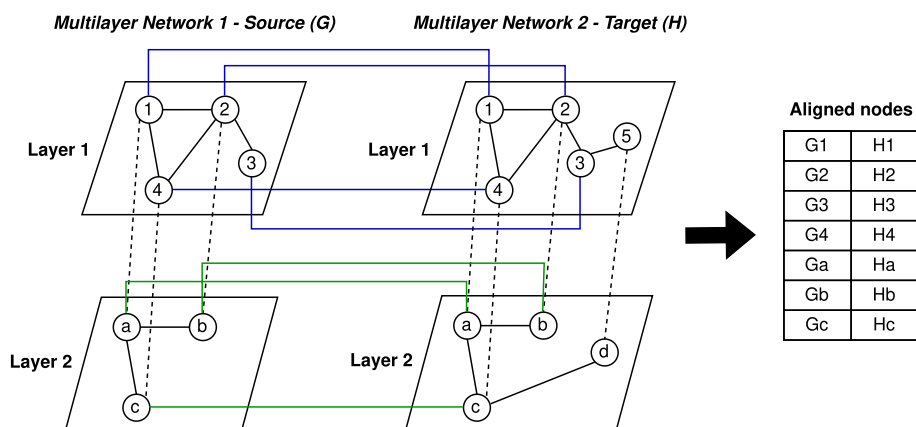 Multilayer Network 1 - Source (G)
Multilayer Network 2 - Target (H)
Layer 1
1
2
3
4
Layer 1
1
2
5
3
4
Layer 2
a
b
c
Layer 2
a
b
d
c
Aligned nodes
G1 H1
G2 H2
G3 H3
G4 H4
Ga Ha
Gb Hb
Gc Hc